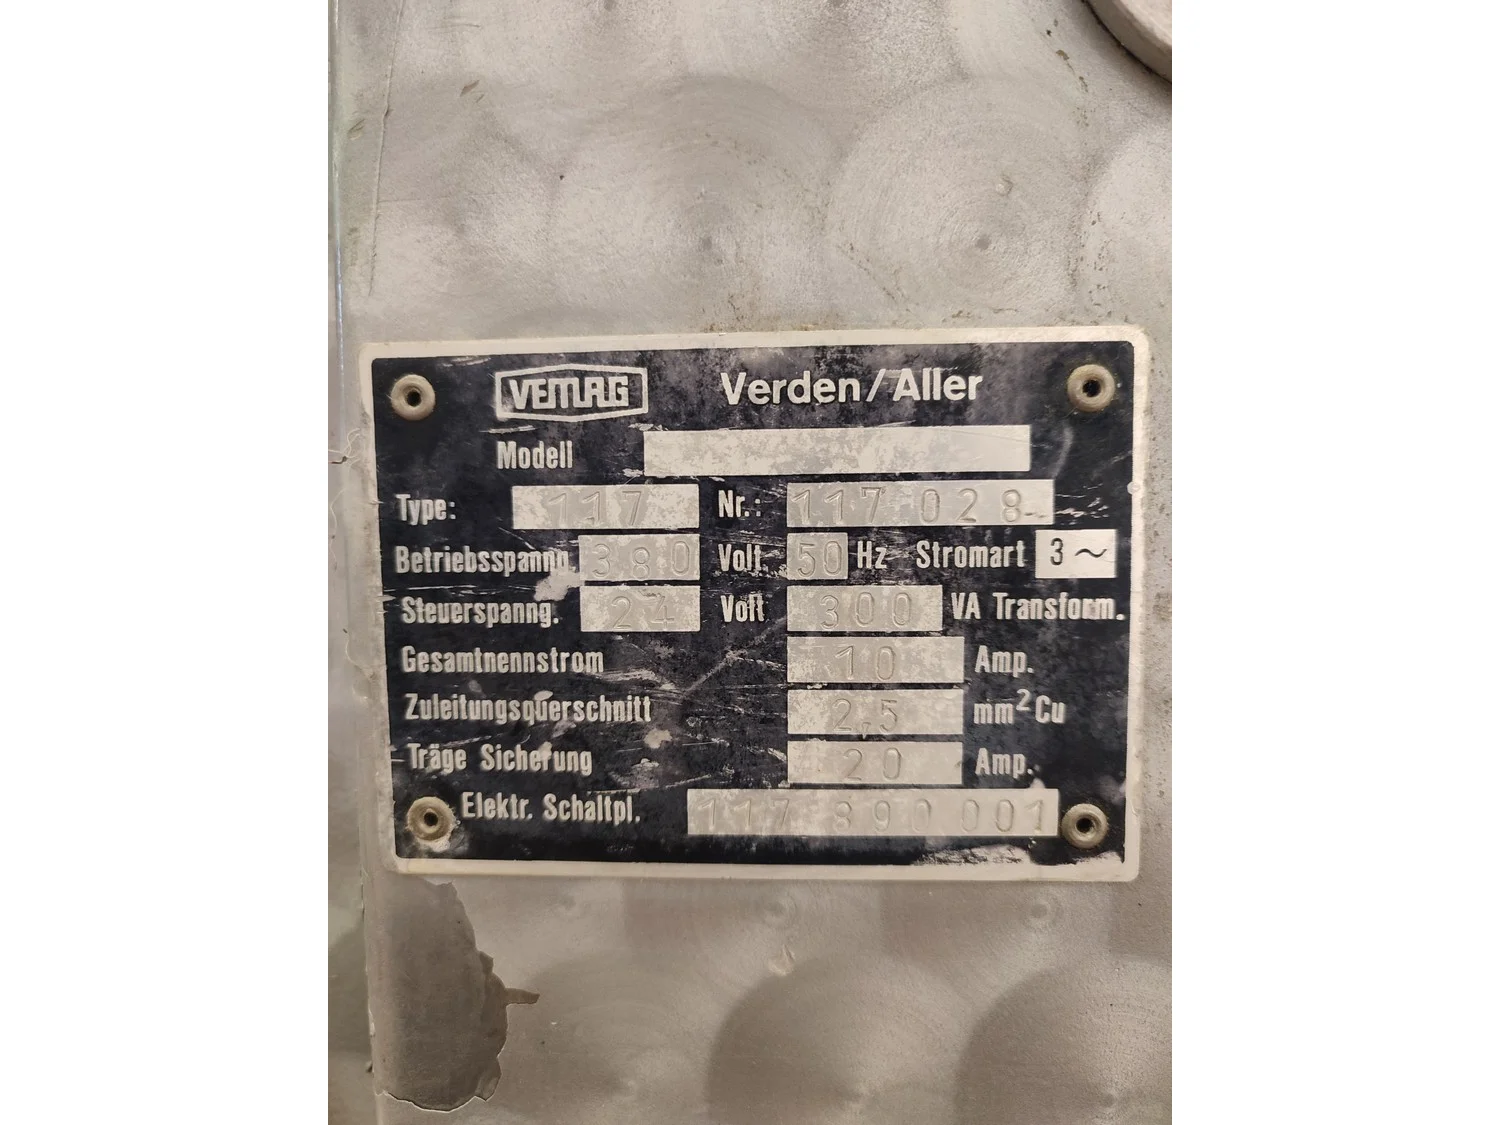 VEMAG Verden/Aller
Modell
Type: 117 Nr.: 117 028
Betriebsspanng. 380 Volt 50 Hz Stromart 3~
Steuerspanng. 24 Volt 300 VA Transform.
Gesamtnennstrom 10 Amp.
Zuleitungsquerschnitt 2,5 mm² Cu
Träge Sicherung 20 Amp.
Elektr. Schaltpl. 117 890 001